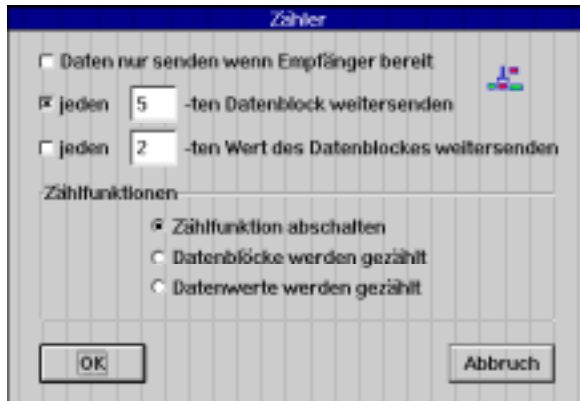 Zähler
Daten nur senden wenn Empfänger bereit
jeden 5 -ten Datenblock weitersenden
jeden 2 -ten Wert des Datenblockes weitersenden
Zählfunktionen
Zählfunktion abschalten
Datenblöcke werden gezählt
Datenwerte werden gezählt
OK Abbruch